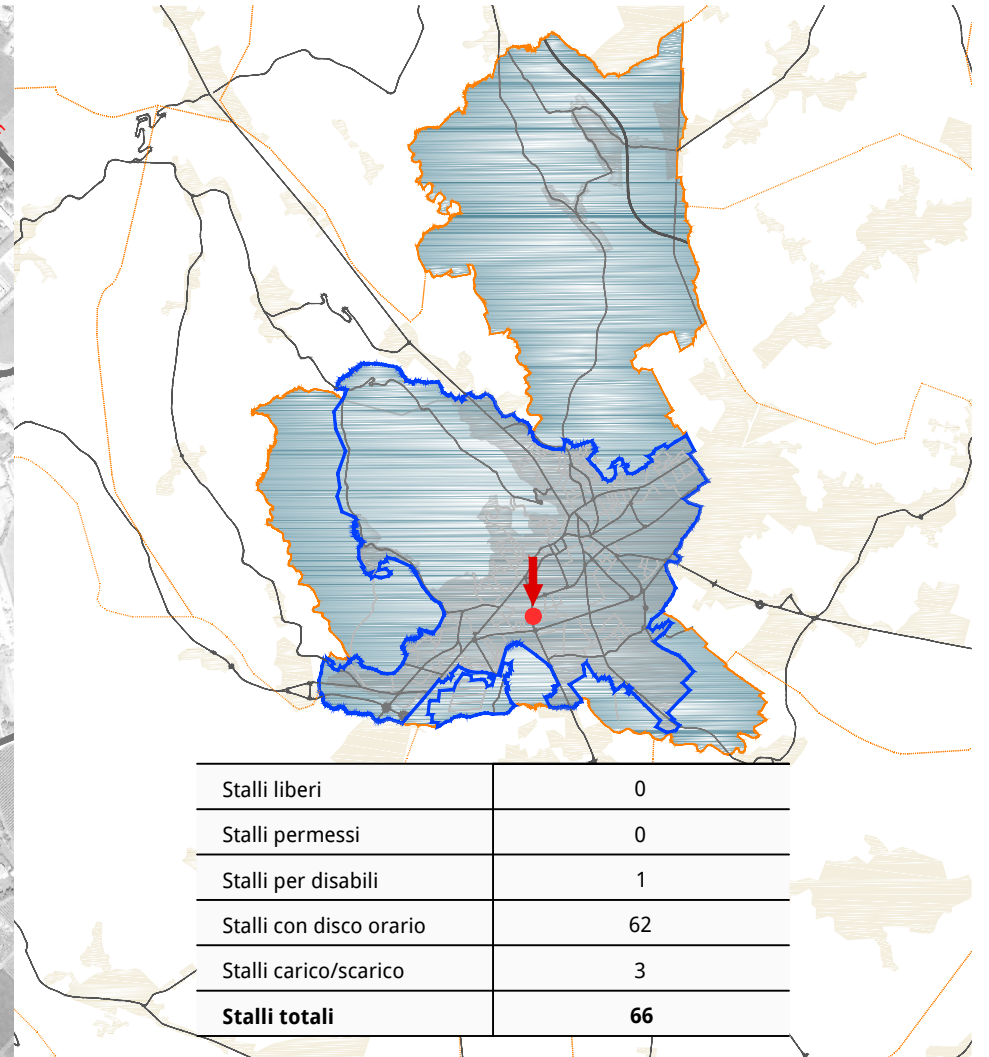 Stalli liberi 0
Stalli permessi 0
Stalli per disabili 1
Stalli con disco orario 62
Stalli carico/scarico 3
Stalli totali 66